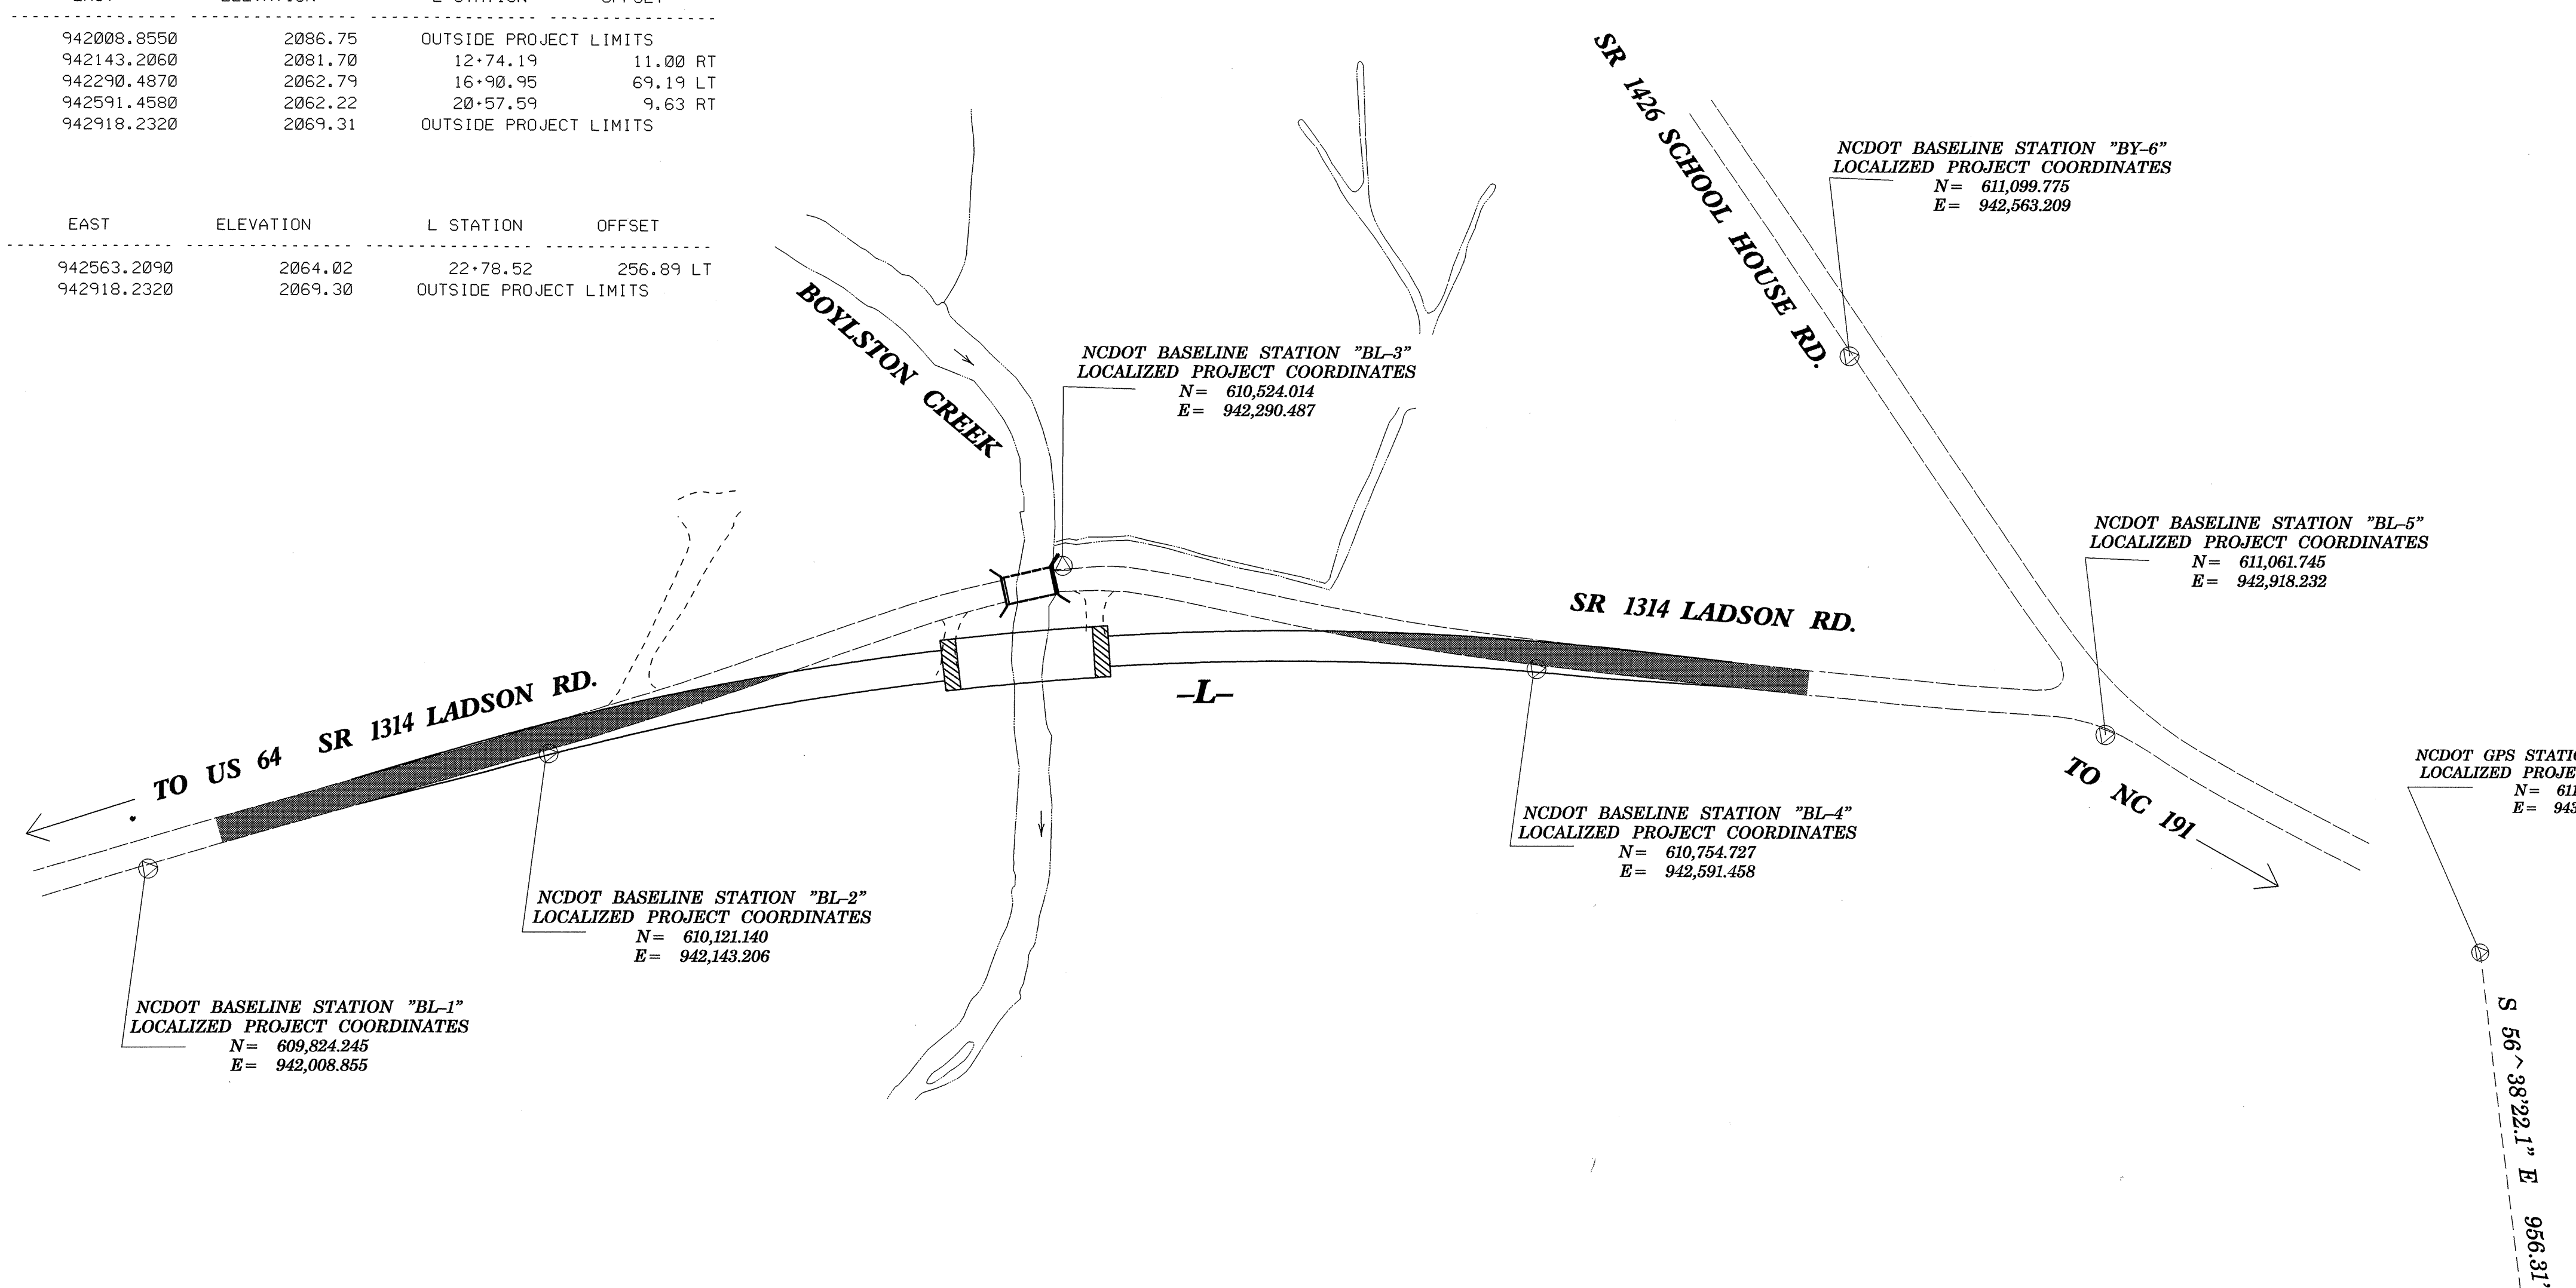 942008.8550 2086.75 OUTSIDE PROJECT LIMITS
942143.2060 2081.70 12+74.19 11.00 RT
942290.4870 2062.79 16+90.95 69.19 LT
942591.4580 2062.22 20+57.59 9.63 RT
942918.2320 2069.31 OUTSIDE PROJECT LIMITS
EAST ELEVATION L STATION OFFSET
942563.2090 2064.02 22+78.52 256.89 LT
942918.2320 2069.30 OUTSIDE PROJECT LIMITS
SR 1426 SCHOOL HOUSE RD.
NCDOT BASELINE STATION "BY-6"
LOCALIZED PROJECT COORDINATES
N= 611,099.775
E= 942,563.209
BOYLSTON CREEK
NCDOT BASELINE STATION "BL-3"
LOCALIZED PROJECT COORDINATES
N= 610,524.014
E= 942,290.487
NCDOT BASELINE STATION "BL-5"
LOCALIZED PROJECT COORDINATES
N= 611,061.745
E= 942,918.232
SR 1314 LADSON RD.
-L-
TO US 64 SR 1314 LADSON RD.
TO NC 191
NCDOT GPS
LOCALIZED
N= 611
E= 943
NCDOT BASELINE STATION "BL-4"
LOCALIZED PROJECT COORDINATES
N= 610,754.727
E= 942,591.458
NCDOT BASELINE STATION "BL-2"
LOCALIZED PROJECT COORDINATES
N= 610,121.140
E= 942,143.206
NCDOT BASELINE STATION "BL-1"
LOCALIZED PROJECT COORDINATES
N= 609,824.245
E= 942,008.855
S 56^38'22.1" E 956.31'